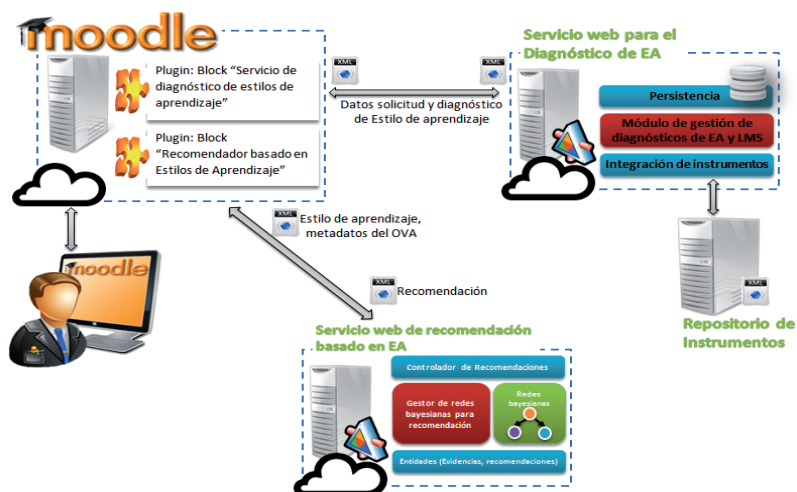 moodle
Plugin: Block “Servicio de
diagnóstico de estilos de
aprendizaje”
Plugin: Block
“Recomendador basado en
Estilos de Aprendizaje”
XML
XML
Datos solicitud y diagnóstico
de Estilo de aprendizaje
Servicio web para el
Diagnóstico de EA
Persistencia
Módulo de gestión de
diagnósticos de EA y LMS
Integración de instrumentos
XML
Repositorio de
Instrumentos
moodle
XML
Estilo de aprendizaje,
metadatos del OVA
XML
Recomendación
Servicio web de recomendación
basado en EA
Controlador de Recomendaciones
Gestor de redes
bayesianas para
recomendación
Redes
bayesianas
Entidades (Evidencias, recomendaciones)